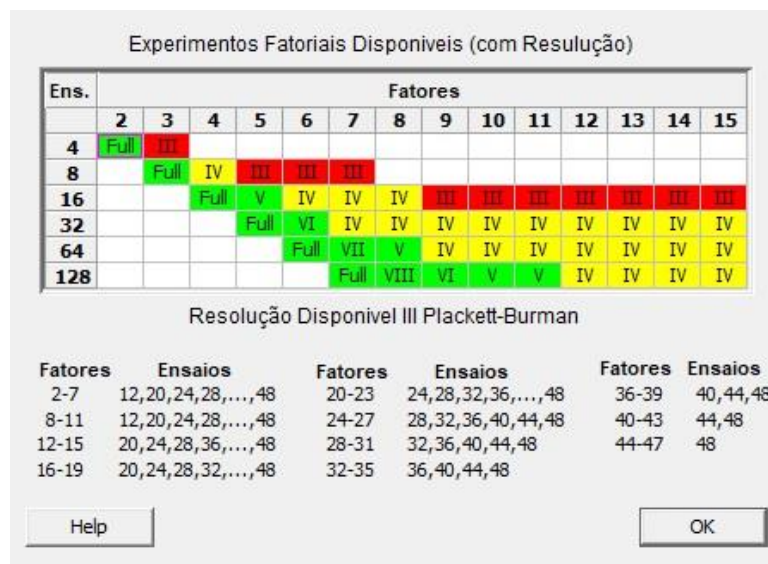 Experimentos Fatoriais Disponiveis (com Resulução)
Ens. Fatores
2 3 4 5 6 7 8 9 10 11 12 13 14 15
4 Full III
8 Full IV III III III
16 Full V IV IV IV III III III III III III III
32 Full VI IV IV IV IV IV IV IV IV IV
64 Full VII V IV IV IV IV IV IV IV
128 Full VIII VI V V IV IV IV IV
Resolução Disponivel III Plackett-Burman
Fatores Ensaios Fatores Ensaios Fatores Ensaios
2-7 12,20,24,28,...,48 20-23 24,28,32,36,...,48 36-39 40,44,48
8-11 12,20,24,28,...,48 24-27 28,32,36,40,44,48 40-43 44,48
12-15 20,24,28,36,...,48 28-31 32,36,40,44,48 44-47 48
16-19 20,24,28,32,...,48 32-35 36,40,44,48
Help OK